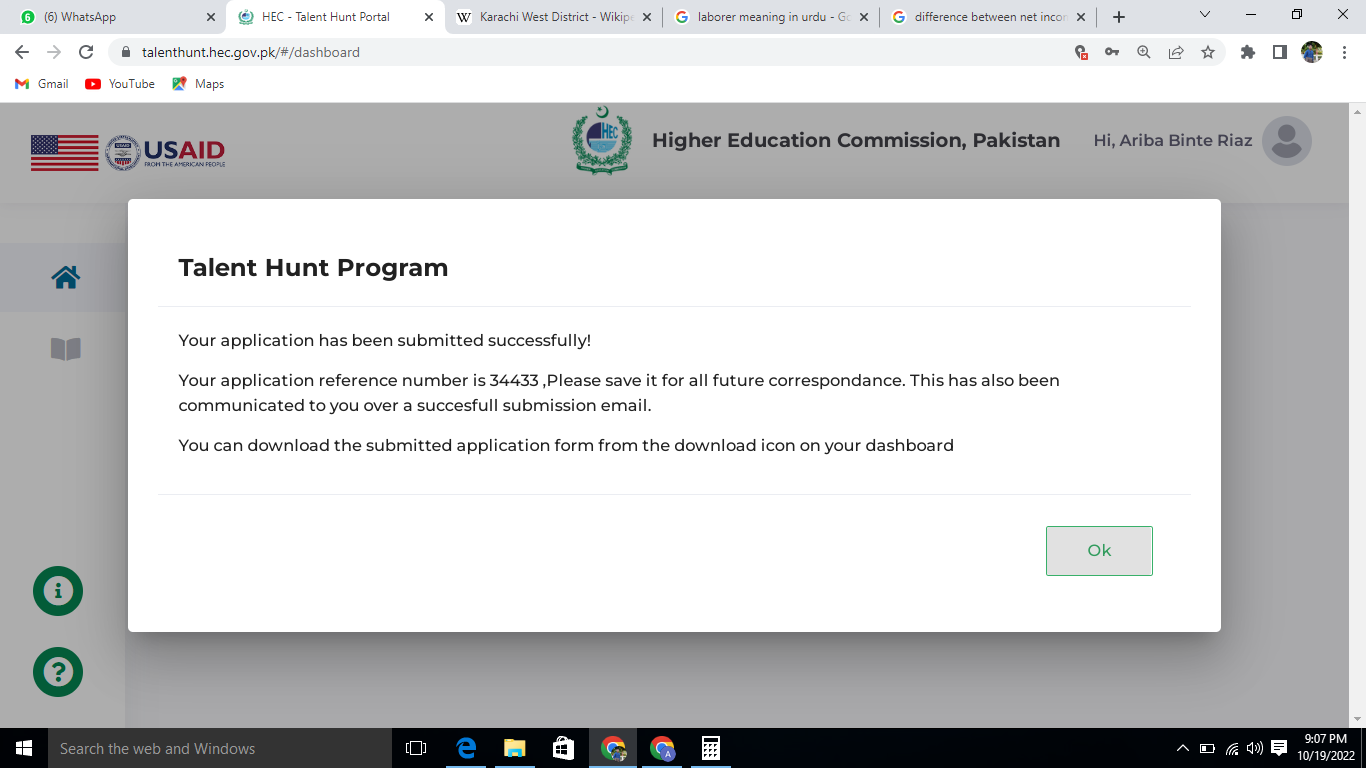 (6) WhatsApp
HEC - Talent Hunt Portal
Karachi West District - Wikipe
laborer meaning in urdu - Go
difference between net incom
talenthunt.hec.gov.pk/#/dashboard
Gmail
YouTube
Maps
USAID
FROM THE AMERICAN PEOPLE
HEC
Higher Education Commission, Pakistan
Hi, Ariba Binte Riaz
Talent Hunt Program
Your application has been submitted successfully!
Your application reference number is 34433 ,Please save it for all future correspondance. This has also been
communicated to you over a succesfull submission email.
You can download the submitted application form from the download icon on your dashboard
Ok
Search the web and Windows
9:07 PM
10/19/2022